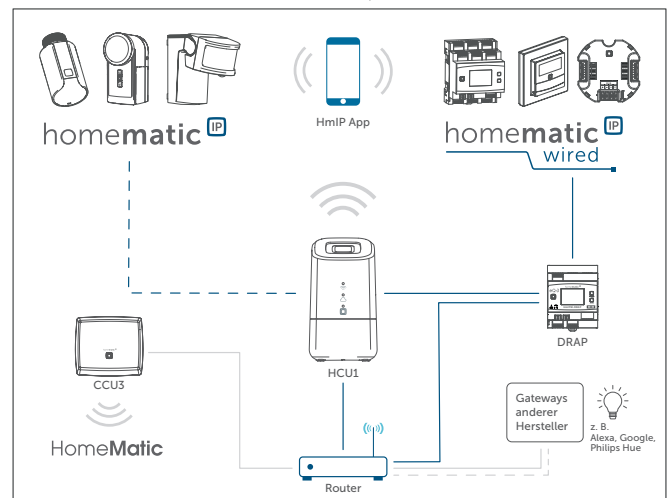 HmIP App
homematic IP
homematic IP
wired
DRAP
HCU1
CCU3
HomeMatic
Gateways
anderer
Hersteller
z. B.
Alexa, Google,
Philips Hue
Router